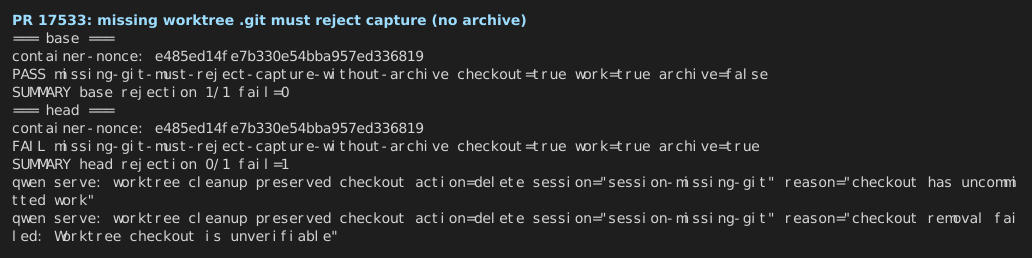 PR 17533: missing worktree .git must reject capture (no archive)
=== base ===
container-nonce: e485ed14fe7b330e54bba957ed336819
PASS missing-git-must-reject-capture-without-archive checkout=true work=true archive=false
SUMMARY base rejection 1/1 fail=0
=== head ===
container-nonce: e485ed14fe7b330e54bba957ed336819
FAIL missing-git-must-reject-capture-without-archive checkout=true work=true archive=true
SUMMARY head rejection 0/1 fail=1
qwen serve: worktree cleanup preserved checkout action=delete session="session-missing-git" reason="checkout has uncommi
tted work"
qwen serve: worktree cleanup preserved checkout action=delete session="session-missing-git" reason="checkout removal fai
led: Worktree checkout is unverifiable"